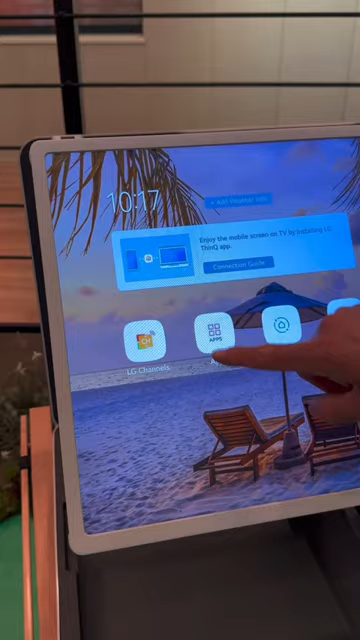 10:17
+ Add Weather Info
Enjoy the mobile screen on TV by installing LG
ThinQ app.
Connection Guide
CH
APPS
LG Channels